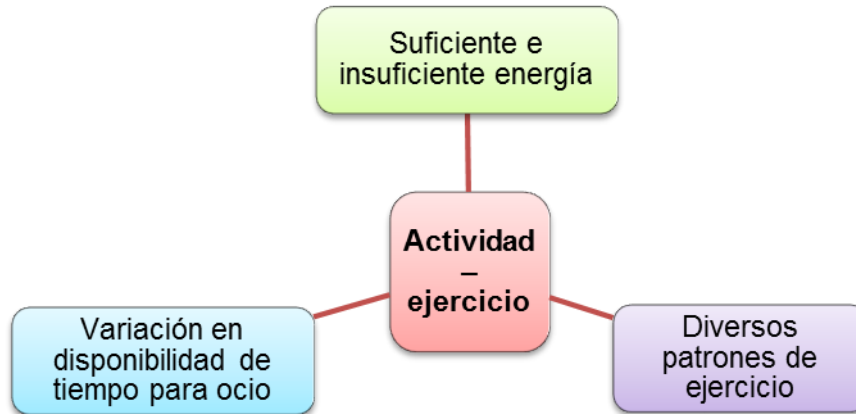 Suficiente e
insuficiente energía
Actividad
–
ejercicio
Variación en
disponibilidad de
tiempo para ocio
Diversos
patrones de
ejercicio